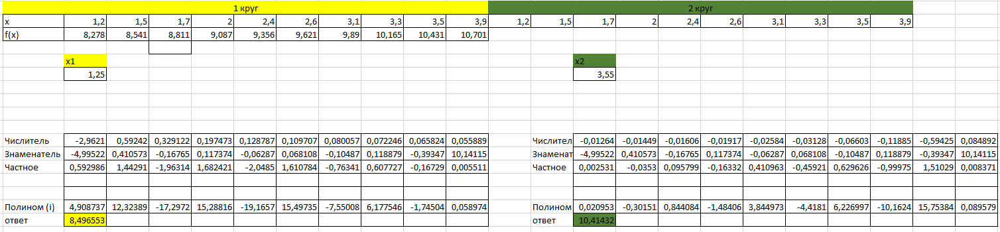 1 круг 2 круг
x 1,2 1,5 1,7 2 2,4 2,6 3,1 3,3 3,5 3,9 1,2 1,5 1,7 2 2,4 2,6 3,1 3,3 3,5 3,9
f(x) 8,278 8,541 8,811 9,087 9,356 9,621 9,89 10,165 10,431 10,701
x1 x2
1,25 3,55
Числитель -2,9621 0,59242 0,329122 0,197473 0,128787 0,109707 0,080057 0,072246 0,065824 0,055889 Числител -0,01264 -0,01449 -0,01606 -0,01917 -0,02584 -0,03128 -0,06603 -0,11885 -0,59425 0,084892
Знаменатель -4,99522 0,410573 -0,16765 0,117374 -0,06287 0,068108 -0,10487 0,118879 -0,39347 10,14115 Знаменат -4,99522 0,410573 -0,16765 0,117374 -0,06287 0,068108 -0,10487 0,118879 -0,39347 10,14115
Частное 0,592986 1,44291 -1,96314 1,682421 -2,0485 1,610784 -0,76341 0,607727 -0,16729 0,005511 Частное 0,002531 -0,0353 0,095799 -0,16332 0,410963 -0,45921 0,629626 -0,99975 1,51029 0,008371
Полином (i) 4,908737 12,32389 -17,2972 15,28816 -19,1657 15,49735 -7,55008 6,177546 -1,74504 0,058974 Полином 0,020953 -0,30151 0,844084 -1,48406 3,844973 -4,4181 6,226997 -10,1624 15,75384 0,089579
ответ 8,496553 ответ 10,41432